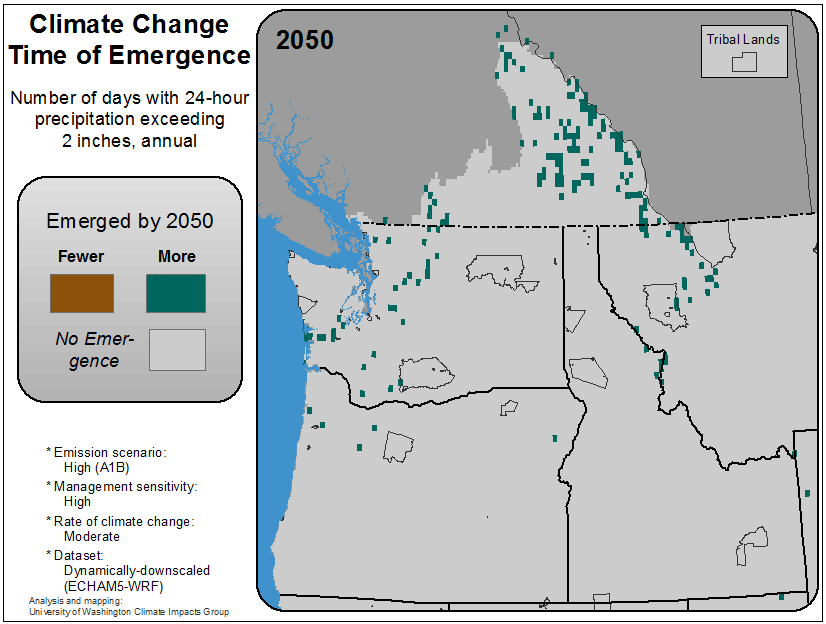 Climate Change
Time of Emergence
Number of days with 24-hour
precipitation exceeding
2 inches, annual
Emerged by 2050
Fewer
More
No Emer-
gence
* Emission scenario:
High (A1B)
* Management sensitivity:
High
* Rate of climate change:
Moderate
* Dataset:
Dynamically-downscaled
(ECHAM5-WRF)
Analysis and mapping:
University of Washington Climate Impacts Group
2050
Tribal Lands